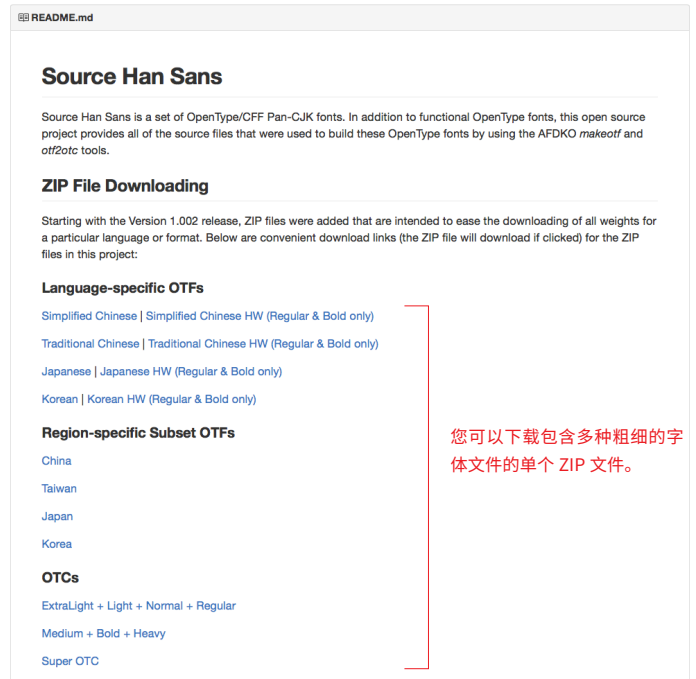 README.md
Source Han Sans
Source Han Sans is a set of OpenType/CFF Pan-CJK fonts. In addition to functional OpenType fonts, this open source
project provides all of the source files that were used to build these OpenType fonts by using the AFDKO makeotf and
otf2otc tools.
ZIP File Downloading
Starting with the Version 1.002 release, ZIP files were added that are intended to ease the downloading of all weights for
a particular language or format. Below are convenient download links (the ZIP file will download if clicked) for the ZIP
files in this project:
Language-specific OTFs
Simplified Chinese | Simplified Chinese HW (Regular & Bold only)
Traditional Chinese | Traditional Chinese HW (Regular & Bold only)
Japanese | Japanese HW (Regular & Bold only)
Korean | Korean HW (Regular & Bold only)
Region-specific Subset OTFs
China
Taiwan
Japan
Korea
OTCs
ExtraLight + Light + Normal + Regular
Medium + Bold + Heavy
Super OTC
您可以下载包含多种粗细的字
体文件的单个 ZIP 文件。